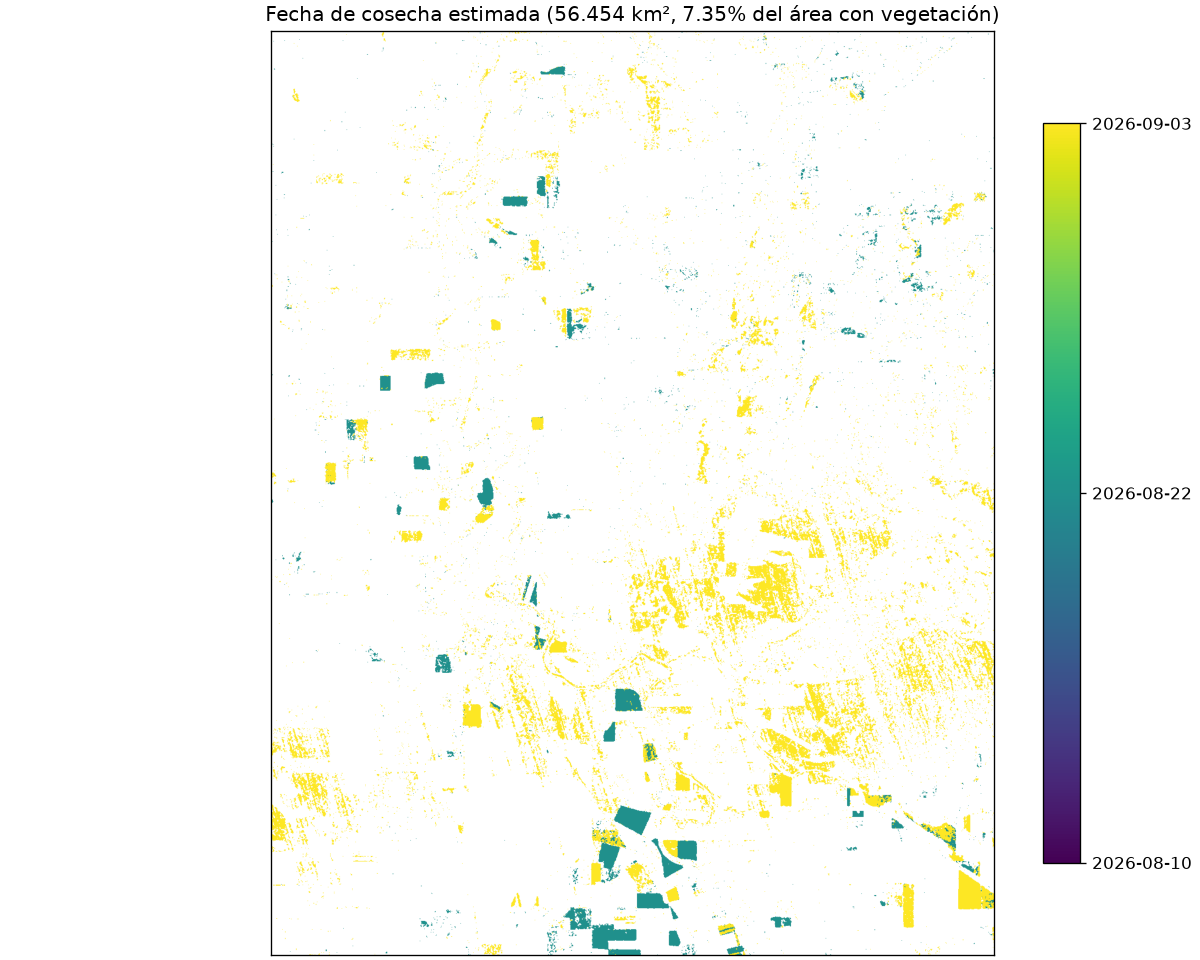 Fecha de cosecha estimada (56.454 km², 7.35% del área con vegetación)
2026-09-03
2026-08-22
2026-08-10